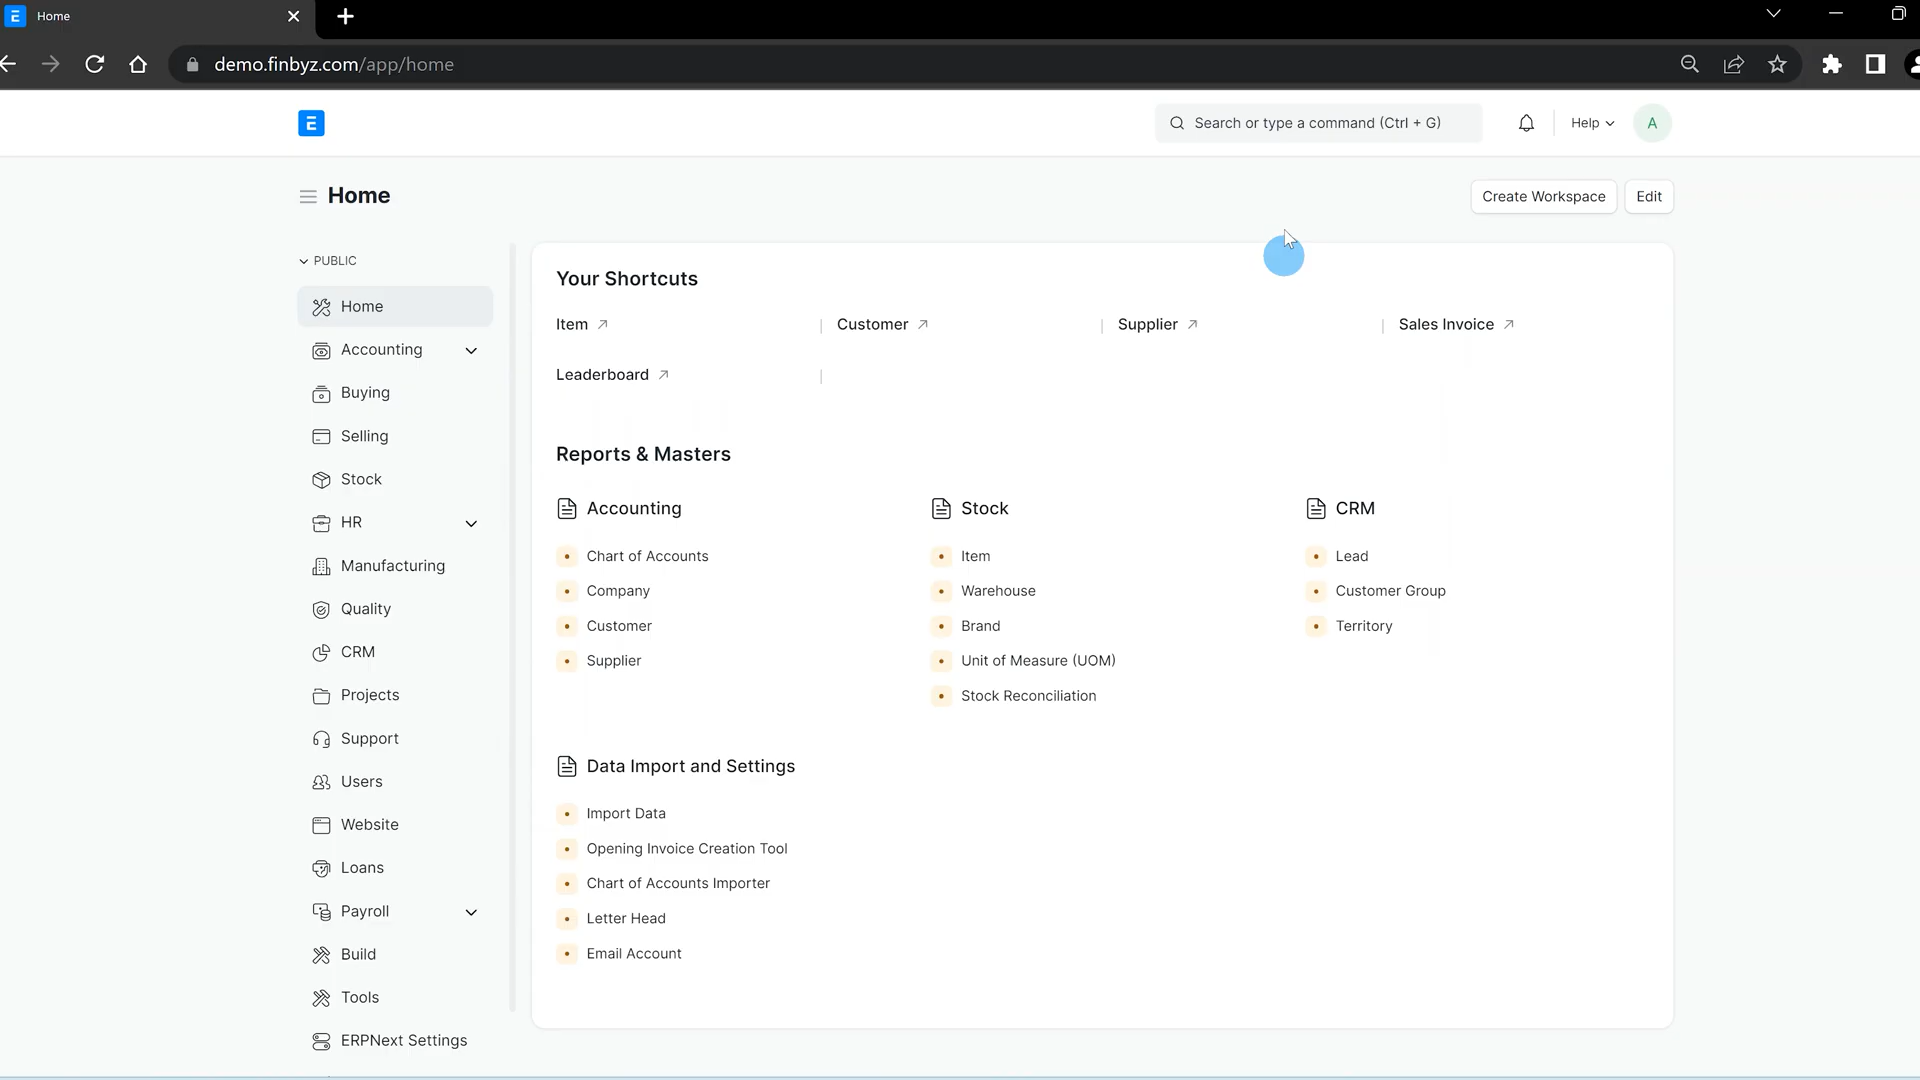 E Home
demo.finbyz.com/app/home
E
Search or type a command (Ctrl + G)
Help
A
Home
Create Workspace
Edit
PUBLIC
Home
Accounting
Buying
Selling
Stock
HR
Manufacturing
Quality
CRM
Projects
Support
Users
Website
Loans
Payroll
Build
Tools
ERPNext Settings
Your Shortcuts
Item
Customer
Supplier
Sales Invoice
Leaderboard
Reports & Masters
Accounting
Chart of Accounts
Company
Customer
Supplier
Stock
Item
Warehouse
Brand
Unit of Measure (UOM)
Stock Reconciliation
CRM
Lead
Customer Group
Territory
Data Import and Settings
Import Data
Opening Invoice Creation Tool
Chart of Accounts Importer
Letter Head
Email Account